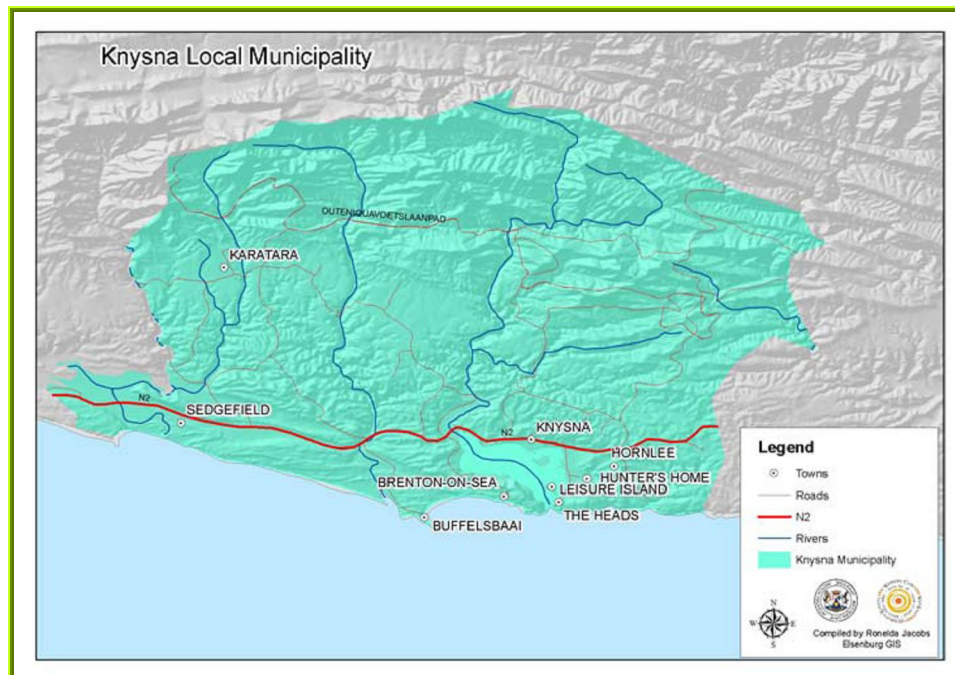 Knysna Local Municipality
OUTENIQUAVOETSLAANPAD
KARATARA
N2
SEDGEFIELD
KNYSNA
N2
HORNLEE
HUNTER'S HOME
BRENTON-ON-SEA
LEISURE ISLAND
THE HEADS
BUFFELSBAAI
Legend
Towns
Roads
N2
Rivers
Knysna Municipality
N
W E
S
Compiled by Ronelda Jacobs
Elsenburg GIS